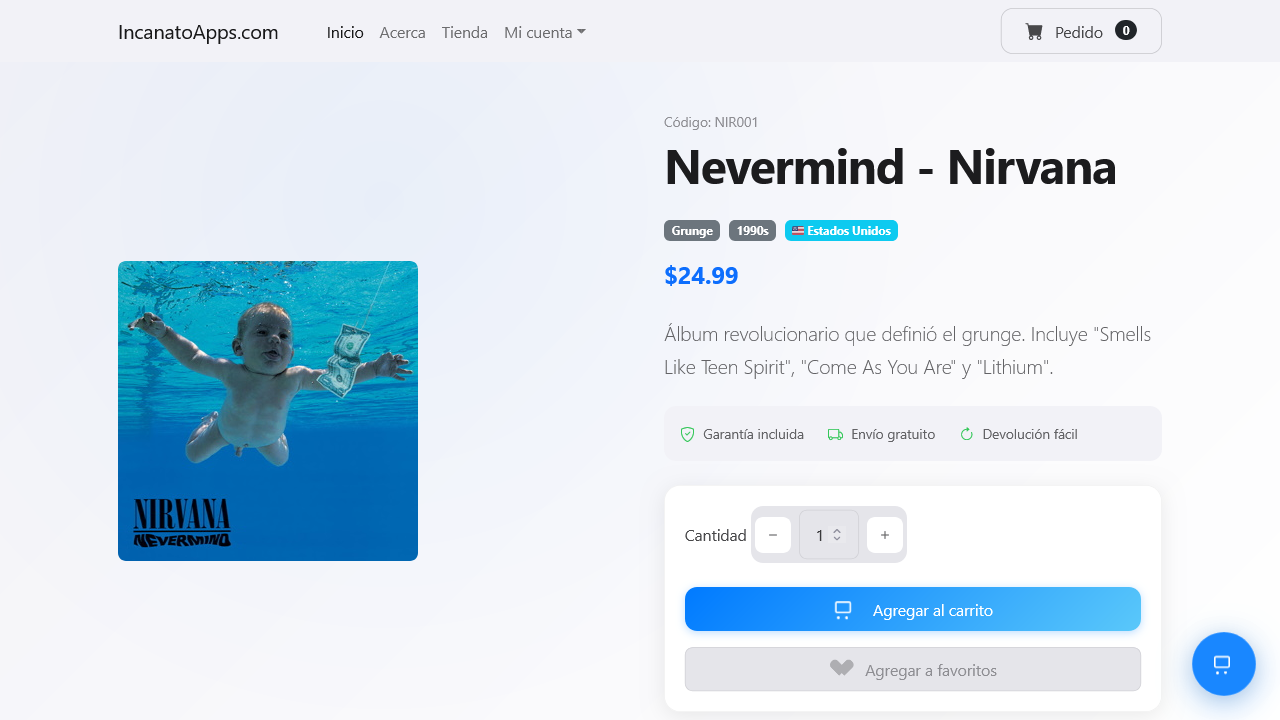 IncanatoApps.com
Inicio
Acerca
Tienda
Mi cuenta
Pedido 0
Código: NIR001
Nevermind - Nirvana
Grunge
1990s
Estados Unidos
$24.99
Álbum revolucionario que definió el grunge. Incluye "Smells
Like Teen Spirit", "Come As You Are" y "Lithium".
Garantía incluida
Envío gratuito
Devolución fácil
NIRVANA
NEVERMIND
Cantidad
−
1
+
Agregar al carrito
Agregar a favoritos